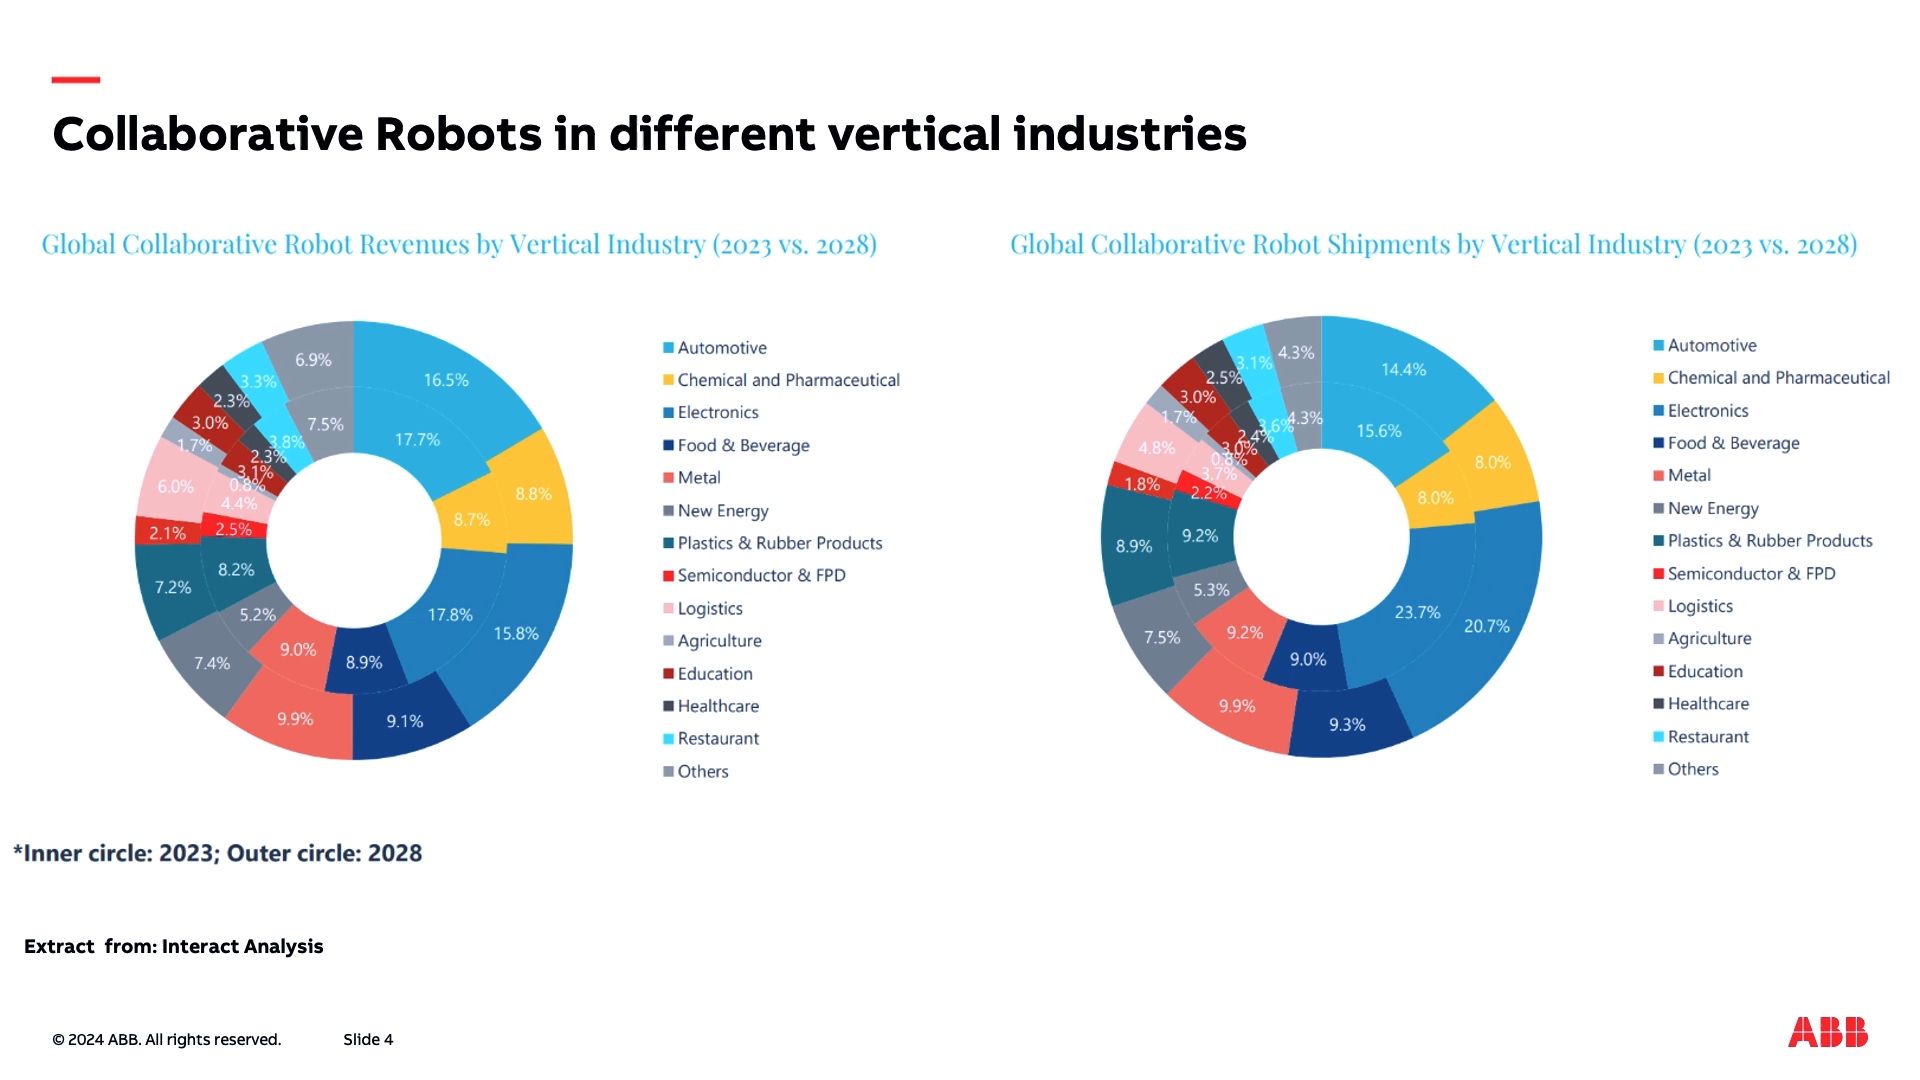 Collaborative Robots in different vertical industries
Global Collaborative Robot Revenues by Vertical Industry (2023 vs. 2028)
16.5%
8.8%
15.8%
9.1%
9.9%
7.4%
7.2%
2.1%
6.0%
1.7%
3.0%
2.3%
3.3%
6.9%
17.7%
8.7%
17.8%
8.9%
9.0%
5.2%
8.2%
2.5%
4.4%
0.8%
3.1%
2.3%
3.8%
7.5%
Automotive
Chemical and Pharmaceutical
Electronics
Food & Beverage
Metal
New Energy
Plastics & Rubber Products
Semiconductor & FPD
Logistics
Agriculture
Education
Healthcare
Restaurant
Others
Global Collaborative Robot Shipments by Vertical Industry (2023 vs. 2028)
14.4%
8.0%
20.7%
9.3%
9.9%
7.5%
8.9%
1.8%
4.8%
1.7%
3.0%
2.5%
3.1%
4.3%
15.6%
8.0%
23.7%
9.0%
9.2%
5.3%
9.2%
2.2%
3.7%
0.8%
3.0%
2.4%
3.6%
4.3%
Automotive
Chemical and Pharmaceutical
Electronics
Food & Beverage
Metal
New Energy
Plastics & Rubber Products
Semiconductor & FPD
Logistics
Agriculture
Education
Healthcare
Restaurant
Others
*Inner circle: 2023; Outer circle: 2028
Extract from: Interact Analysis
© 2024 ABB. All rights reserved.
Slide 4
ABB